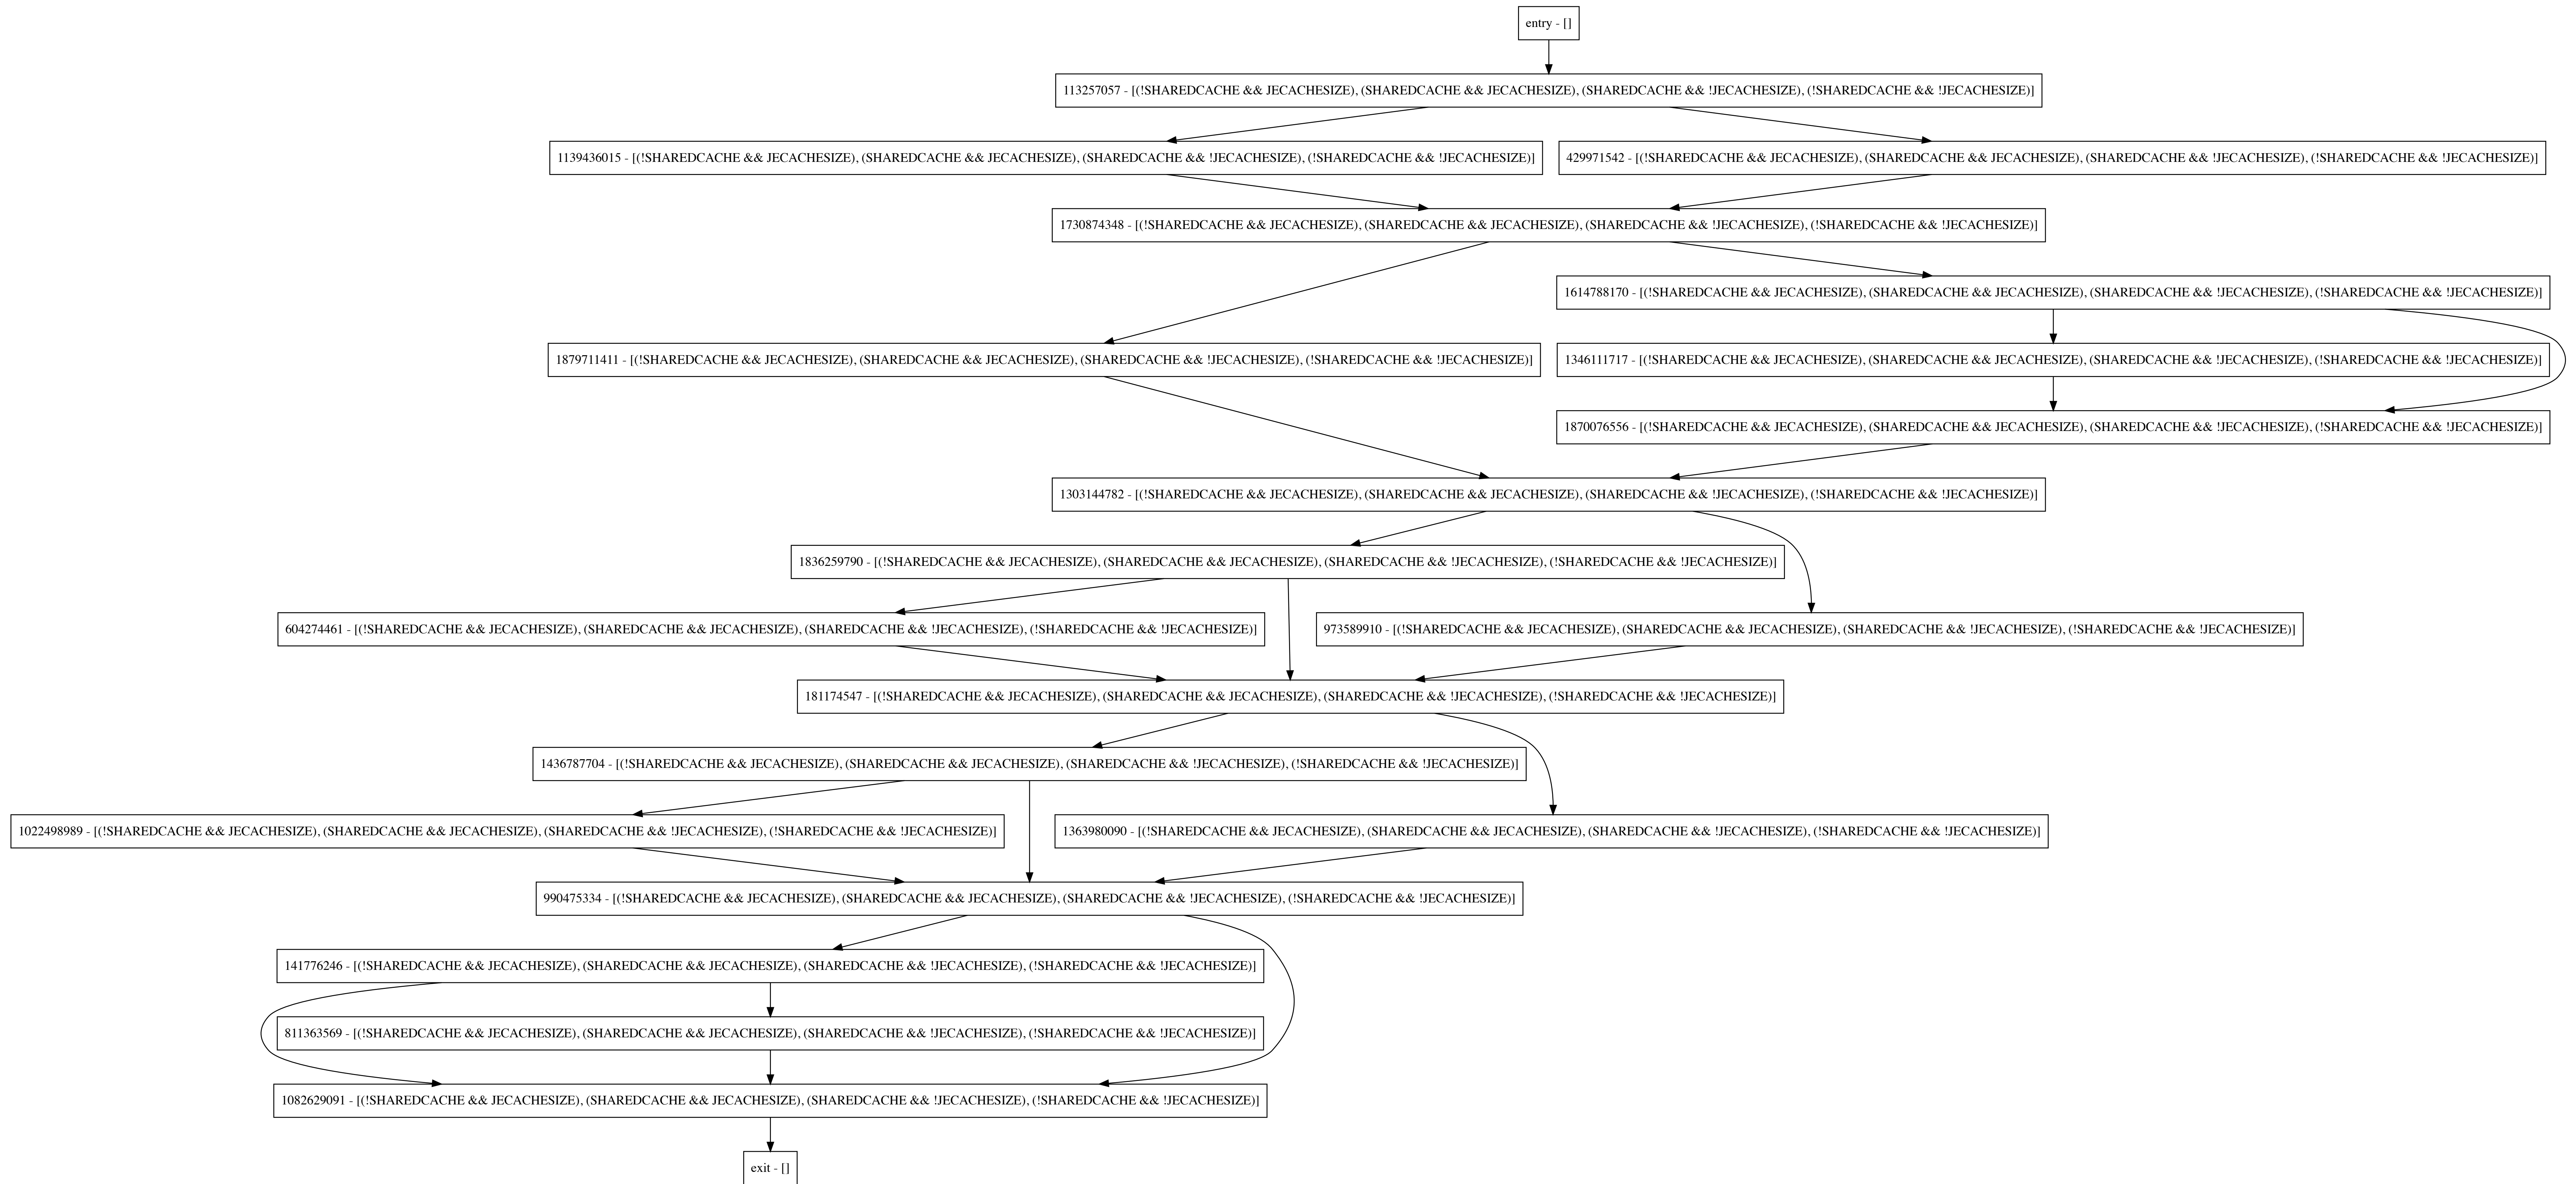 entry - []
113257057 - [(!SHAREDCACHE && JECACHESIZE), (SHAREDCACHE && JECACHESIZE), (SHAREDCACHE && !JECACHESIZE), (!SHAREDCACHE && !JECACHESIZE)]
1139436015 - [(!SHAREDCACHE && JECACHESIZE), (SHAREDCACHE && JECACHESIZE), (SHAREDCACHE && !JECACHESIZE), (!SHAREDCACHE && !JECACHESIZE)]
429971542 - [(!SHAREDCACHE && JECACHESIZE), (SHAREDCACHE && JECACHESIZE), (SHAREDCACHE && !JECACHESIZE), (!SHAREDCACHE && !JECACHESIZE)]
1730874348 - [(!SHAREDCACHE && JECACHESIZE), (SHAREDCACHE && JECACHESIZE), (SHAREDCACHE && !JECACHESIZE), (!SHAREDCACHE && !JECACHESIZE)]
1614788170 - [(!SHAREDCACHE && JECACHESIZE), (SHAREDCACHE && JECACHESIZE), (SHAREDCACHE && !JECACHESIZE), (!SHAREDCACHE && !JECACHESIZE)]
1879711411 - [(!SHAREDCACHE && JECACHESIZE), (SHAREDCACHE && JECACHESIZE), (SHAREDCACHE && !JECACHESIZE), (!SHAREDCACHE && !JECACHESIZE)]
1346111717 - [(!SHAREDCACHE && JECACHESIZE), (SHAREDCACHE && JECACHESIZE), (SHAREDCACHE && !JECACHESIZE), (!SHAREDCACHE && !JECACHESIZE)]
1870076556 - [(!SHAREDCACHE && JECACHESIZE), (SHAREDCACHE && JECACHESIZE), (SHAREDCACHE && !JECACHESIZE), (!SHAREDCACHE && !JECACHESIZE)]
1303144782 - [(!SHAREDCACHE && JECACHESIZE), (SHAREDCACHE && JECACHESIZE), (SHAREDCACHE && !JECACHESIZE), (!SHAREDCACHE && !JECACHESIZE)]
1836259790 - [(!SHAREDCACHE && JECACHESIZE), (SHAREDCACHE && JECACHESIZE), (SHAREDCACHE && !JECACHESIZE), (!SHAREDCACHE && !JECACHESIZE)]
604274461 - [(!SHAREDCACHE && JECACHESIZE), (SHAREDCACHE && JECACHESIZE), (SHAREDCACHE && !JECACHESIZE), (!SHAREDCACHE && !JECACHESIZE)]
973589910 - [(!SHAREDCACHE && JECACHESIZE), (SHAREDCACHE && JECACHESIZE), (SHAREDCACHE && !JECACHESIZE), (!SHAREDCACHE && !JECACHESIZE)]
181174547 - [(!SHAREDCACHE && JECACHESIZE), (SHAREDCACHE && JECACHESIZE), (SHAREDCACHE && !JECACHESIZE), (!SHAREDCACHE && !JECACHESIZE)]
1436787704 - [(!SHAREDCACHE && JECACHESIZE), (SHAREDCACHE && JECACHESIZE), (SHAREDCACHE && !JECACHESIZE), (!SHAREDCACHE && !JECACHESIZE)]
1022498989 - [(!SHAREDCACHE && JECACHESIZE), (SHAREDCACHE && JECACHESIZE), (SHAREDCACHE && !JECACHESIZE), (!SHAREDCACHE && !JECACHESIZE)]
1363980090 - [(!SHAREDCACHE && JECACHESIZE), (SHAREDCACHE && JECACHESIZE), (SHAREDCACHE && !JECACHESIZE), (!SHAREDCACHE && !JECACHESIZE)]
990475334 - [(!SHAREDCACHE && JECACHESIZE), (SHAREDCACHE && JECACHESIZE), (SHAREDCACHE && !JECACHESIZE), (!SHAREDCACHE && !JECACHESIZE)]
141776246 - [(!SHAREDCACHE && JECACHESIZE), (SHAREDCACHE && JECACHESIZE), (SHAREDCACHE && !JECACHESIZE), (!SHAREDCACHE && !JECACHESIZE)]
811363569 - [(!SHAREDCACHE && JECACHESIZE), (SHAREDCACHE && JECACHESIZE), (SHAREDCACHE && !JECACHESIZE), (!SHAREDCACHE && !JECACHESIZE)]
1082629091 - [(!SHAREDCACHE && JECACHESIZE), (SHAREDCACHE && JECACHESIZE), (SHAREDCACHE && !JECACHESIZE), (!SHAREDCACHE && !JECACHESIZE)]
exit - []